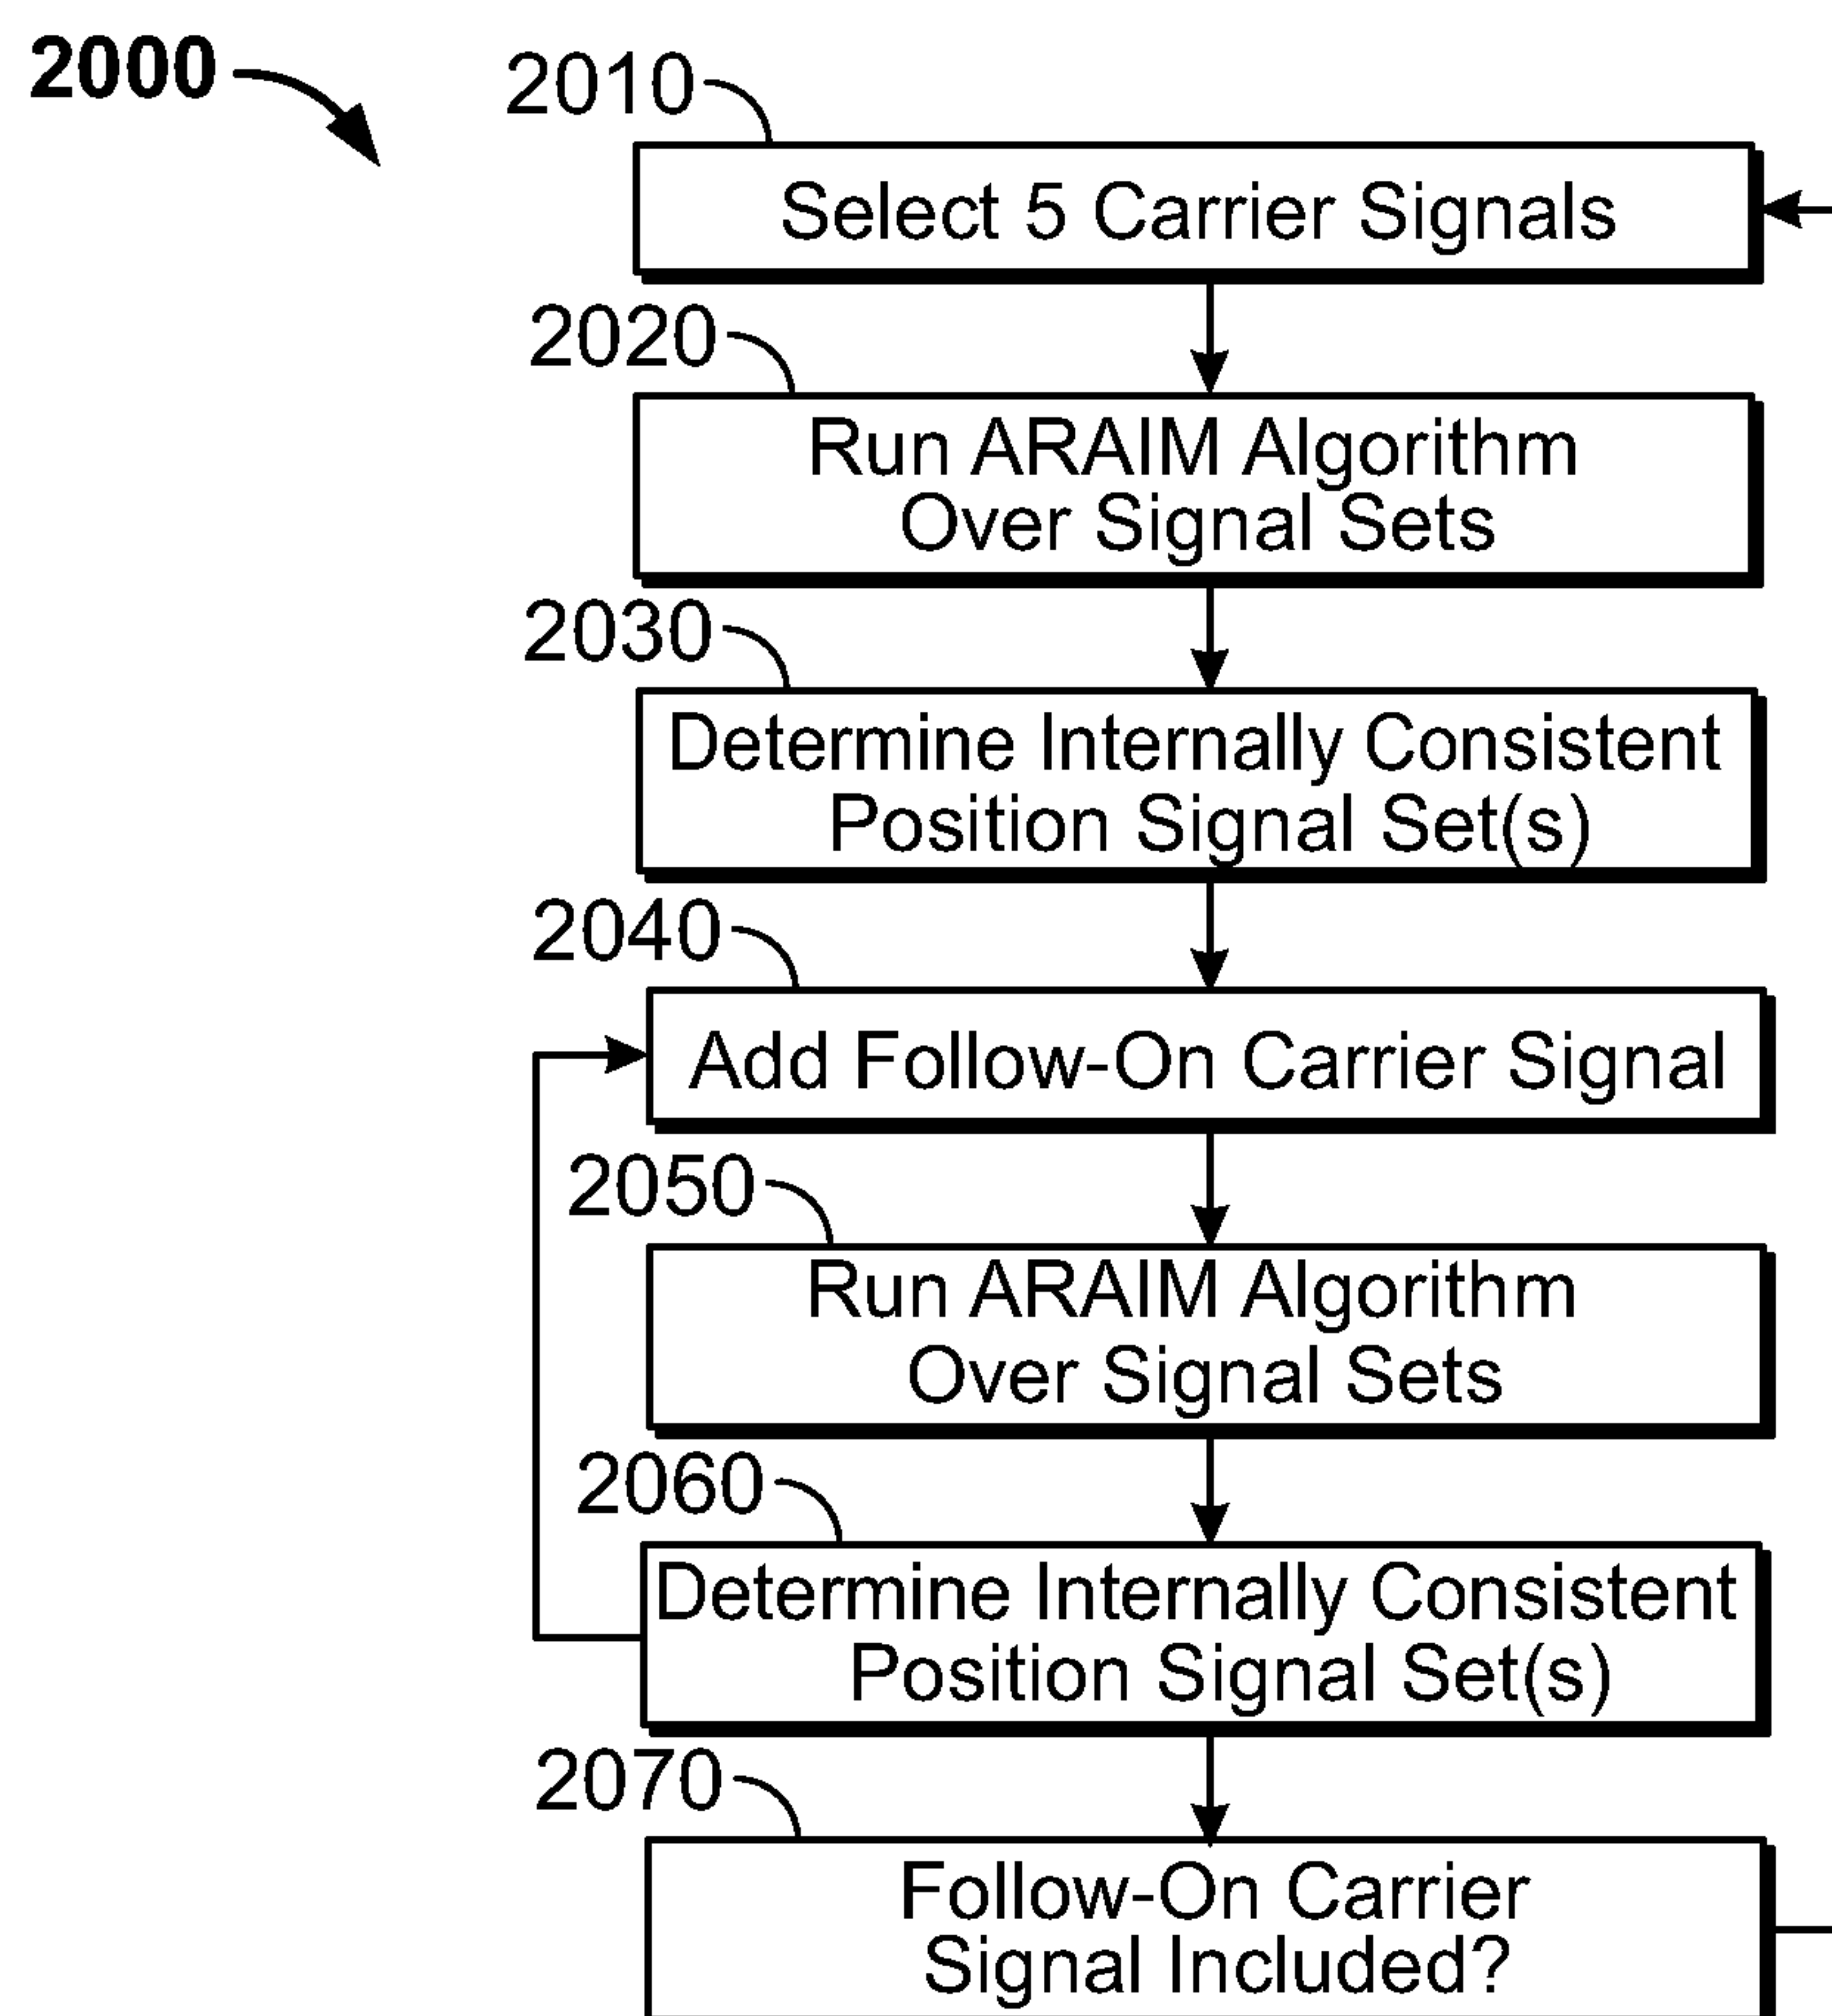 2000
2010
Select 5 Carrier Signals
2020
Run ARAIM Algorithm
Over Signal Sets
2030
Determine Internally Consistent
Position Signal Set(s)
2040
Add Follow-On Carrier Signal
2050
Run ARAIM Algorithm
Over Signal Sets
2060
Determine Internally Consistent
Position Signal Set(s)
2070
Follow-On Carrier
Signal Included?